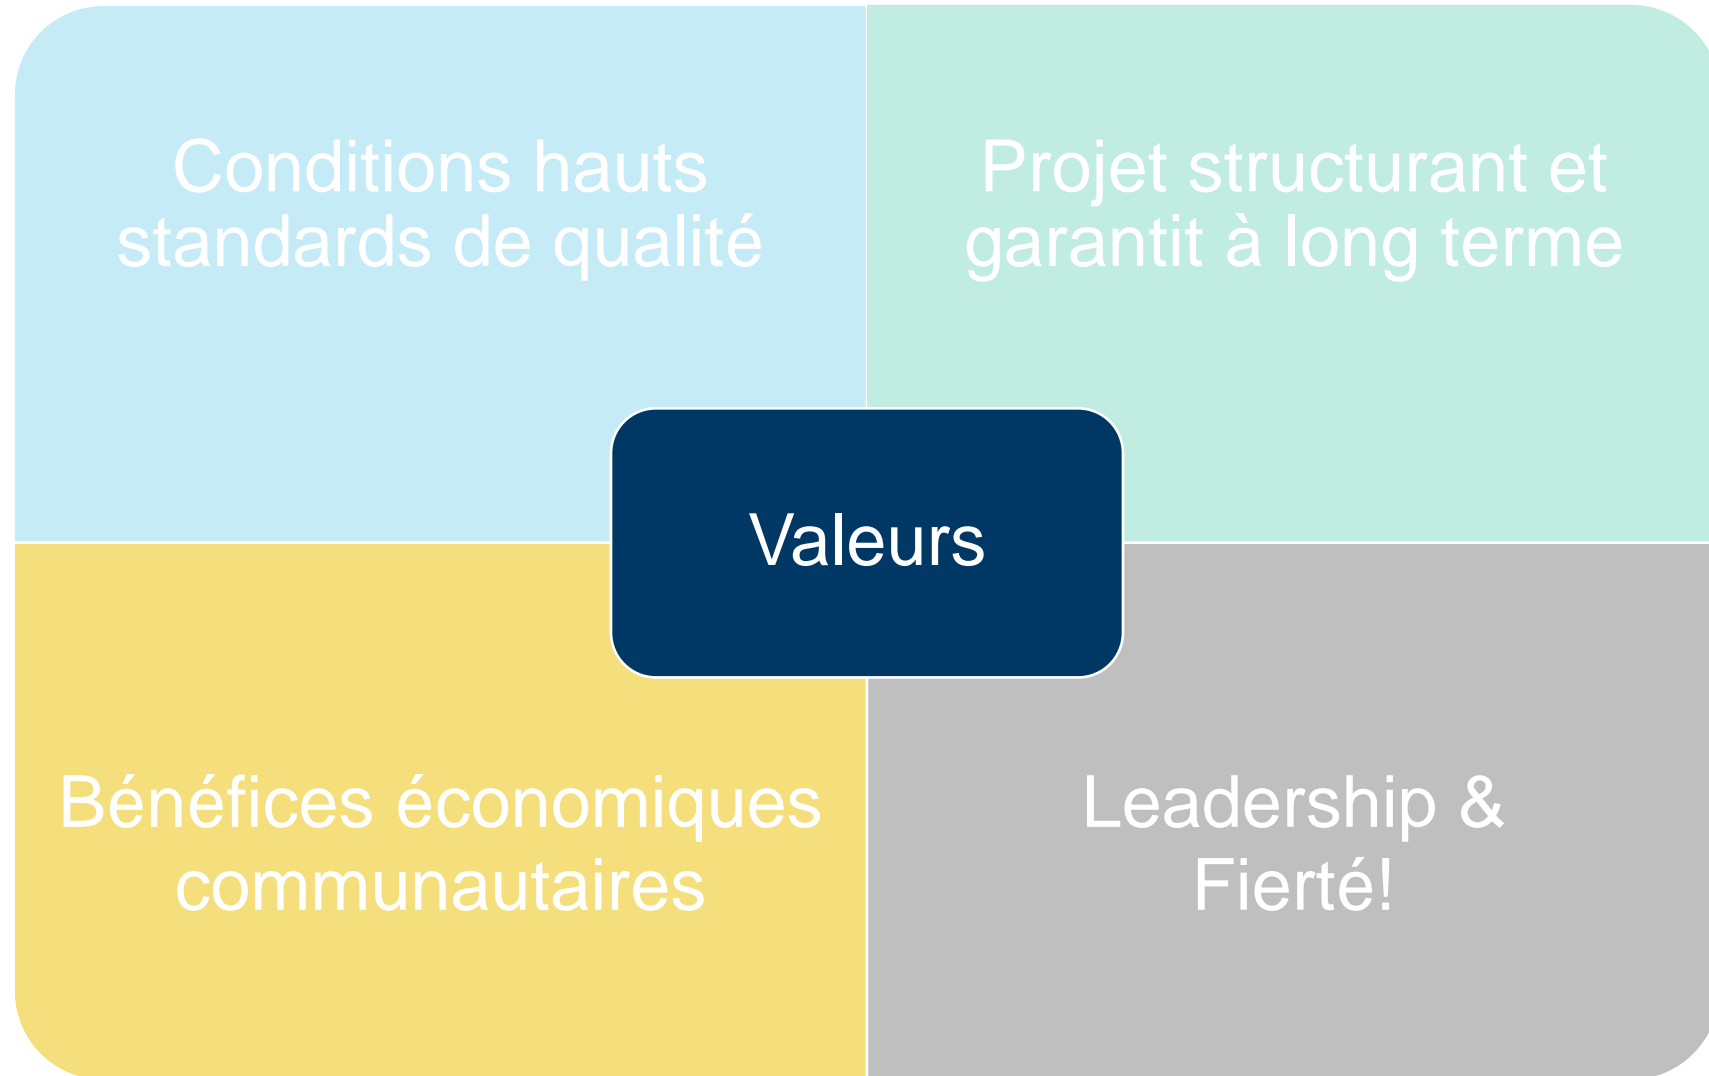 Conditions hauts
standards de qualité
Projet structurant et
garantit à long terme
Valeurs
Bénéfices économiques
communautaires
Leadership &
Fierté!